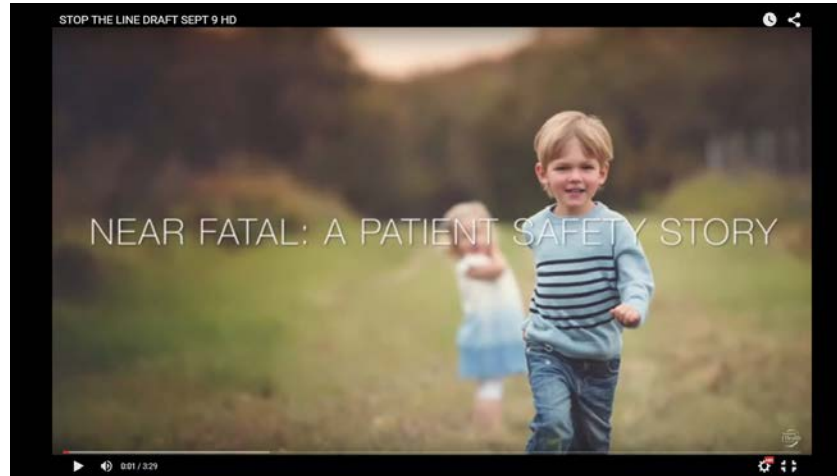 STOP THE LINE DRAFT SEPT 9 HD
NEAR FATAL: A PATIENT SAFETY STORY
0:01 / 3:29